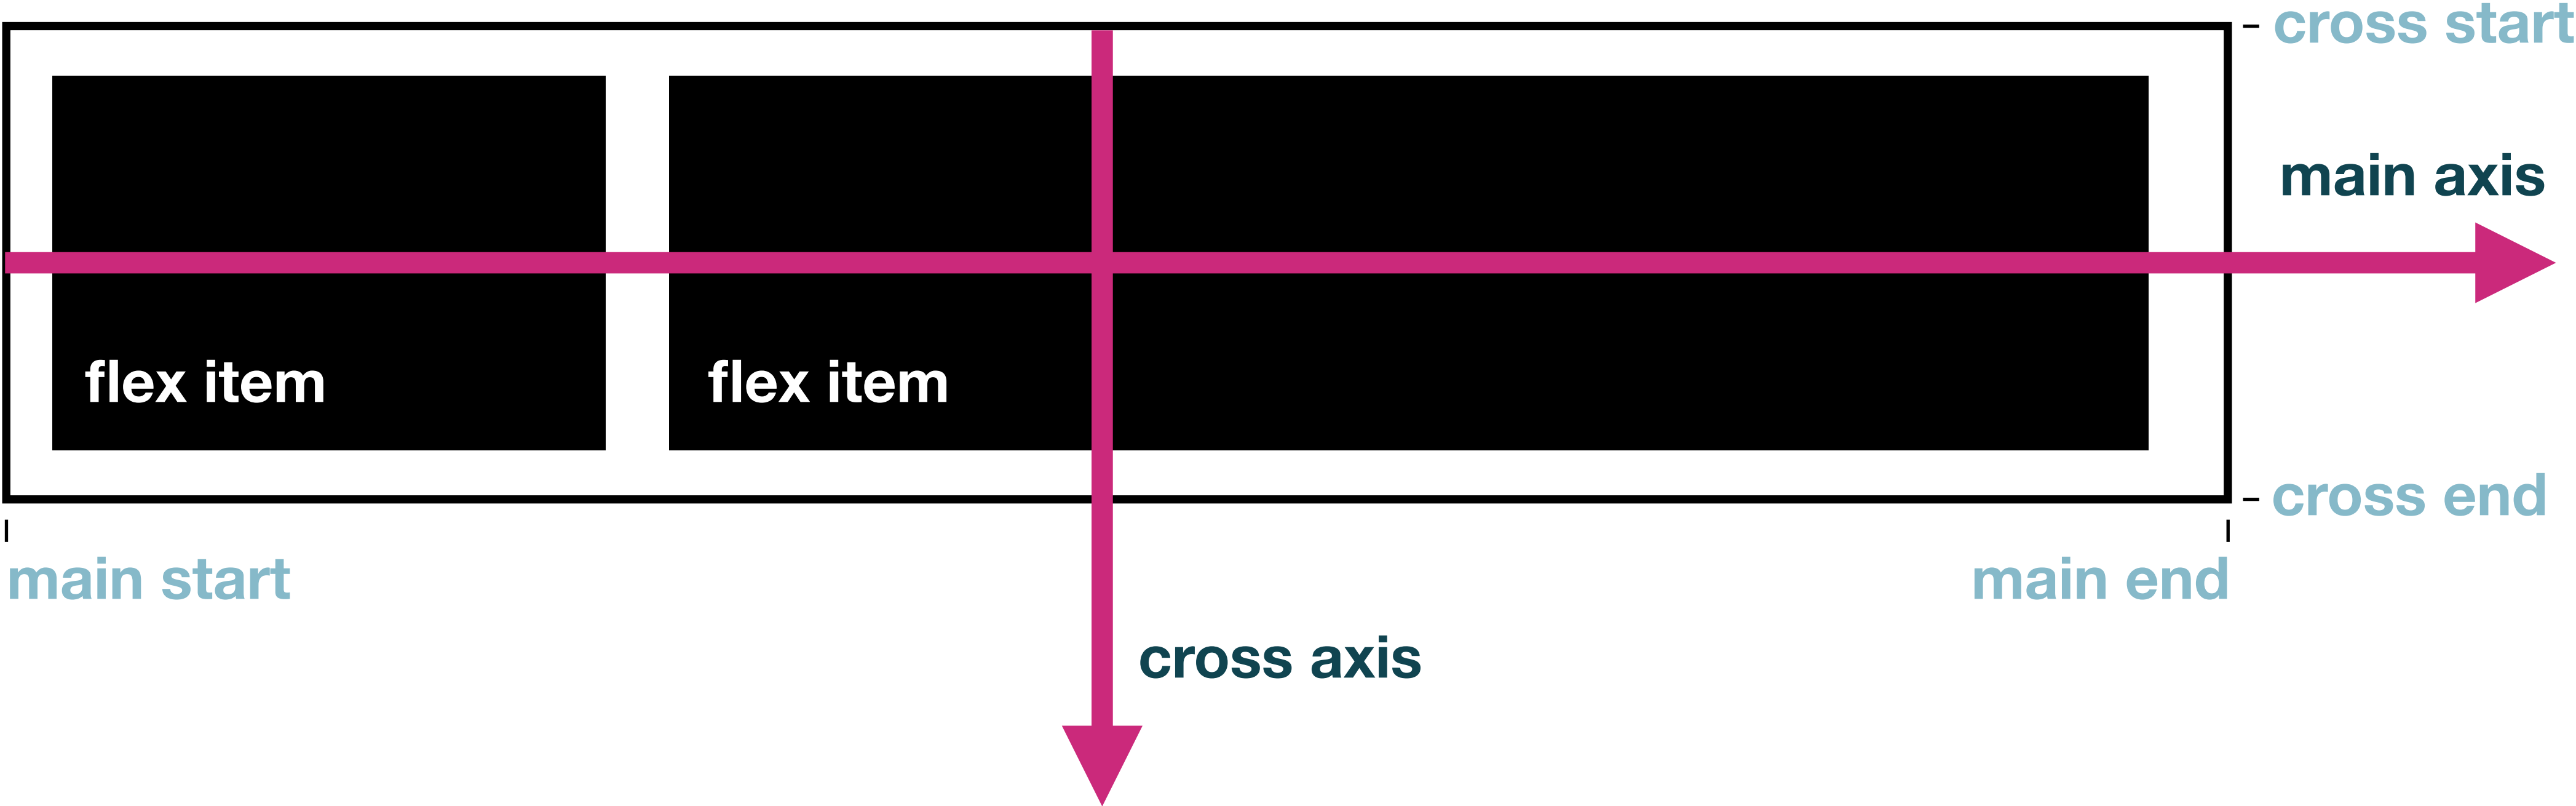 cross start
main axis
flex item
flex item
cross end
main start
main end
cross axis